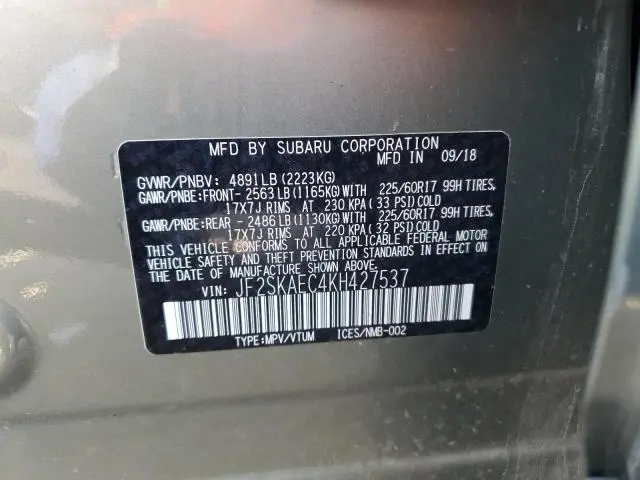 MFD BY SUBARU CORPORATION
MFD IN 09/18
GVWR/PNBV: 4891LB(2223KG)
GAWR/PNBE:FRONT- 2563LB(1165KG)WITH 225/60R17 99H TIRES,
17X7J RIMS AT 230 KPA(33 PSI)COLD
GAWR/PNBE:REAR - 2486LB(1130KG)WITH 225/60R17 99H TIRES,
17X7J RIMS AT 220 KPA(32 PSI)COLD
THIS VEHICLE CONFORMS TO ALL APPLICABLE FEDERAL MOTOR
VEHICLE SAFETY AND THEFT PREVENTION STANDARDS IN EFFECT ON
THE DATE OF MANUFACTURE SHOWN ABOVE.
VIN: JF2SKAEC4KH427537
TYPE:MPV/VTUM ICES/NMB-002